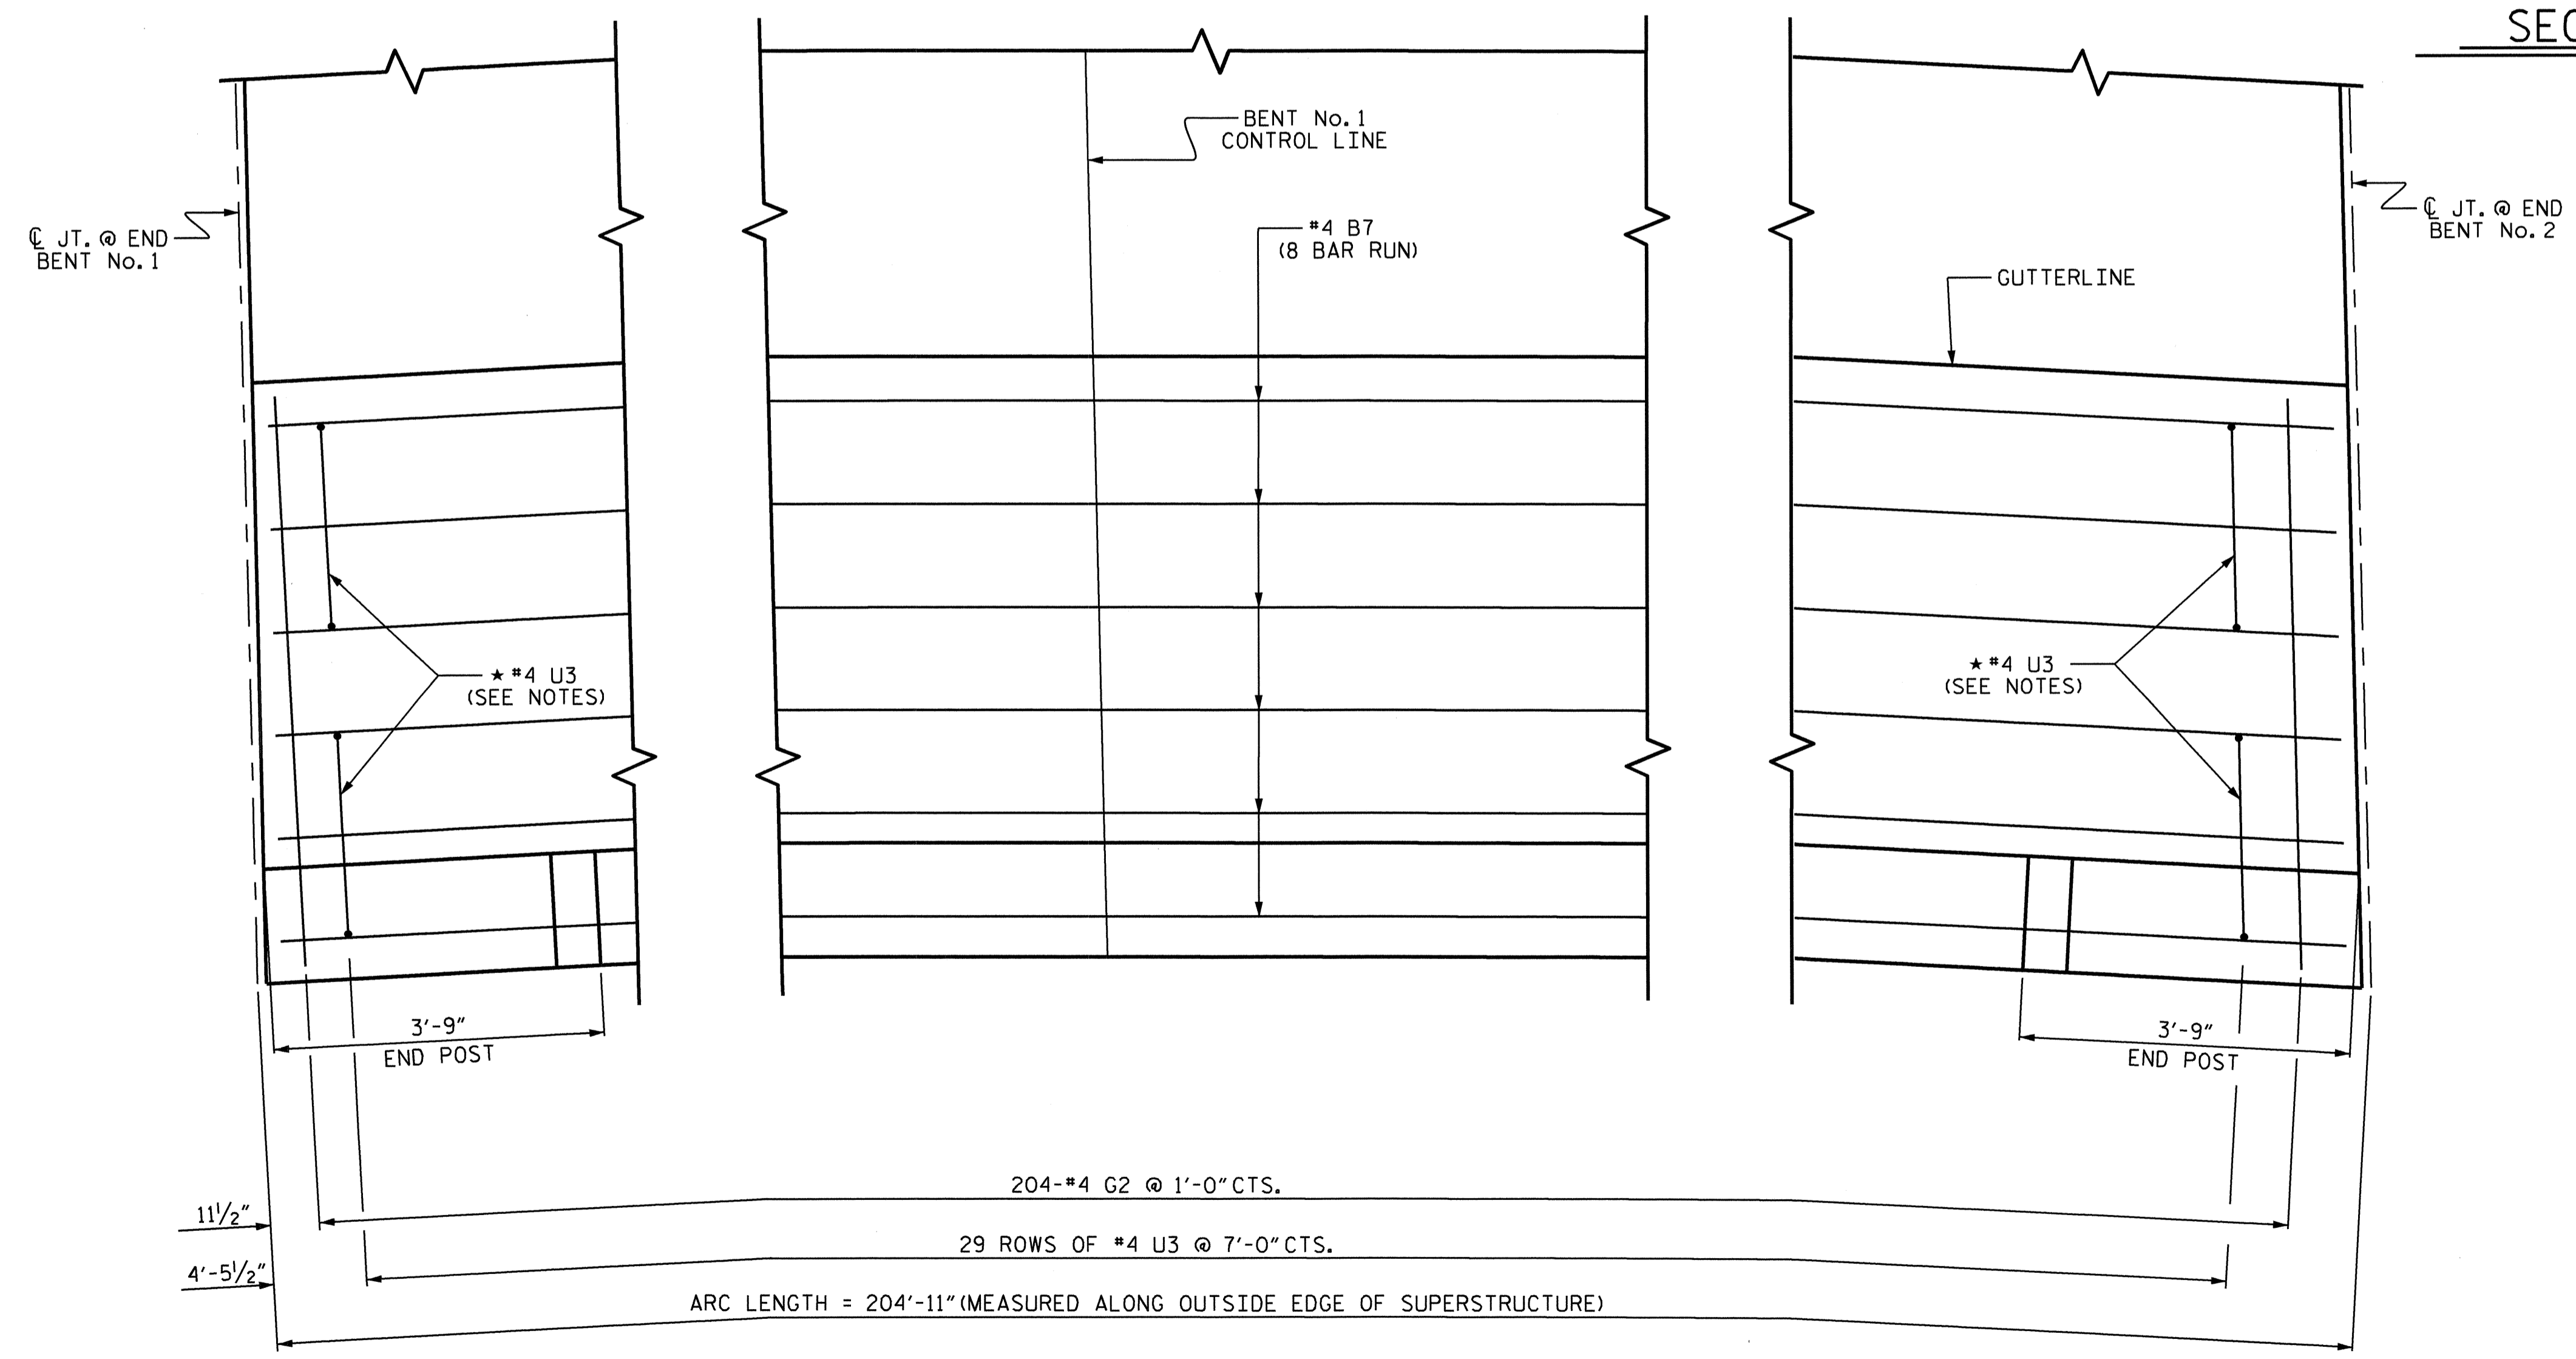 SEC
BENT No. 1
CONTROL LINE
℄ JT. @ END
BENT No. 1
#4 B7
(8 BAR RUN)
℄ JT. @ END
BENT No. 2
GUTTERLINE
★ #4 U3
(SEE NOTES)
★ #4 U3
(SEE NOTES)
3'-9"
END POST
3'-9"
END POST
204-#4 G2 @ 1'-0" CTS.
11½"
29 ROWS OF #4 U3 @ 7'-0" CTS.
4'-5½"
ARC LENGTH = 204'-11" (MEASURED ALONG OUTSIDE EDGE OF SUPERSTRUCTURE)